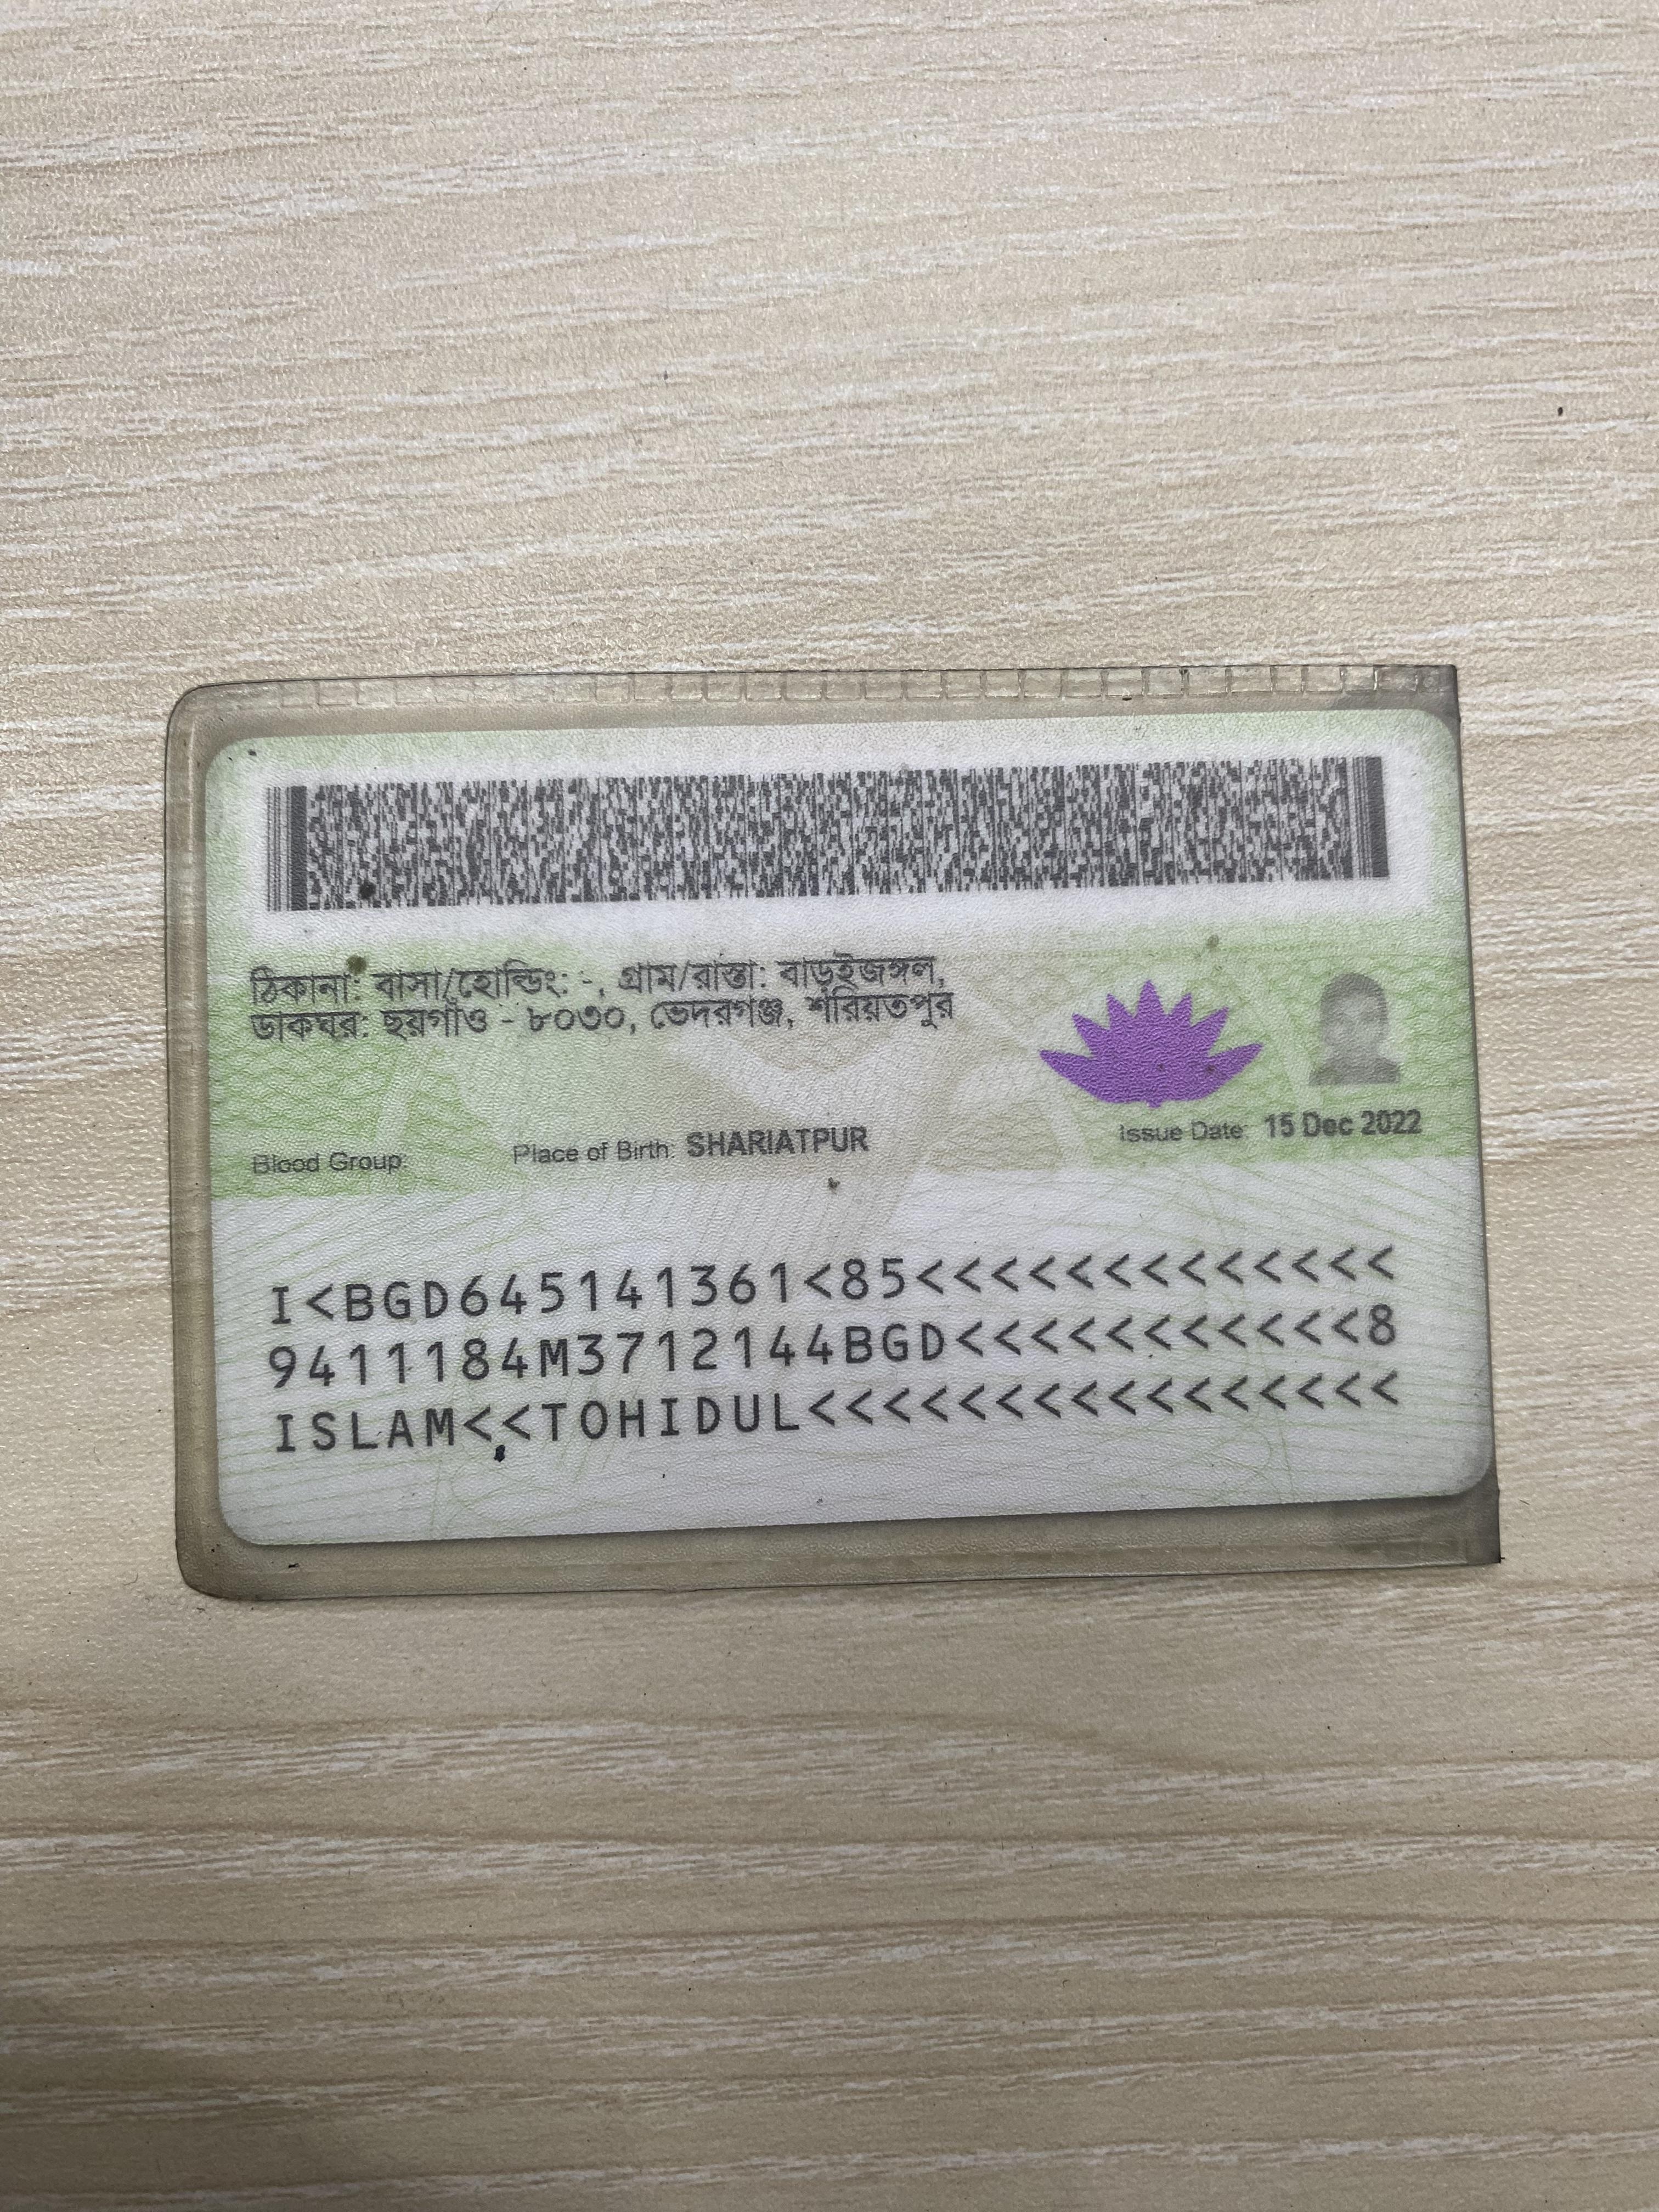 ঠিকানা: বাসা/হোল্ডিং: -, গ্রাম/রাস্তা: বাড়ইজঙ্গল,
ডাকঘর: ছয়গাঁও - ৮০৩০, ভেদরগঞ্জ, শরিয়তপুর
Blood Group: Place of Birth: SHARIATPUR Issue Date: 15 Dec 2022
I<BGD645141361<85<<<<<<<<<<<<<
9411184M3712144BGD<<<<<<<<<<<8
ISLAM<<TOHIDUL<<<<<<<<<<<<<<<<